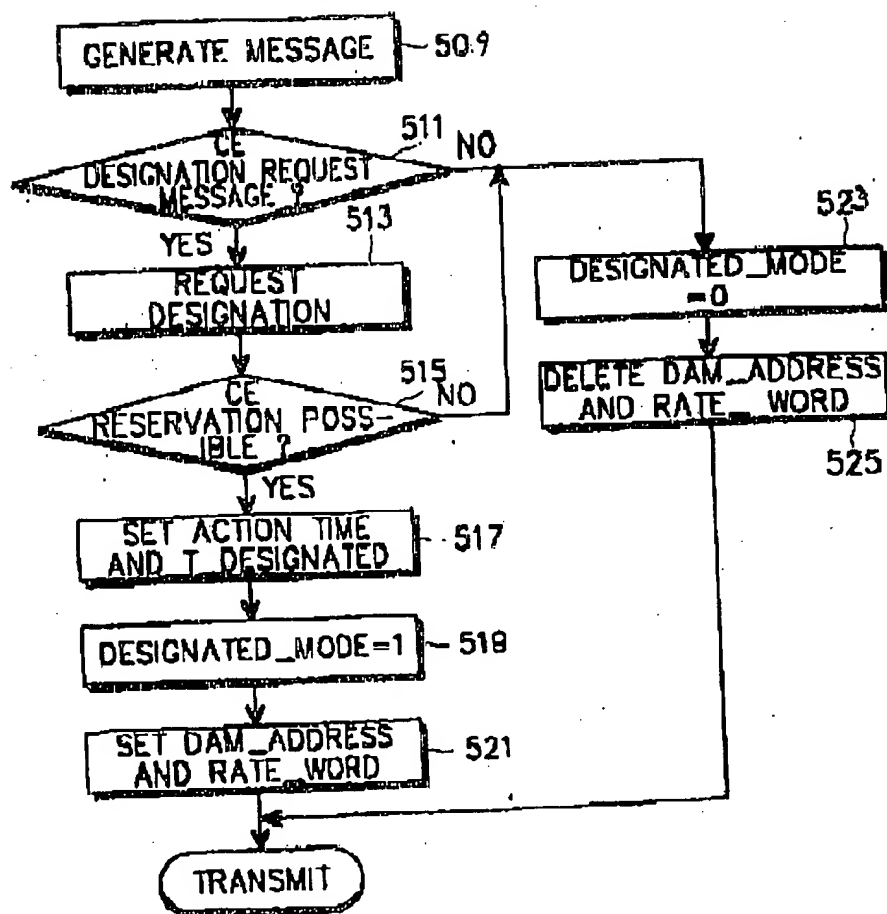 GENERATE MESSAGE
509
CE
DESIGNATION REQUEST
MESSAGE ?
511
NO
YES
513
REQUEST
DESIGNATION
CE
RESERVATION POSS-
IBLE ?
515
NO
YES
SET ACTION TIME
AND T DESIGNATED
517
DESIGNATED_MODE=1
519
SET DAM_ADDRESS
AND RATE_WORD
521
TRANSMIT
523
DESIGNATED_MODE
=0
DELETE DAM_ADDRESS
AND RATE_ WORD
525